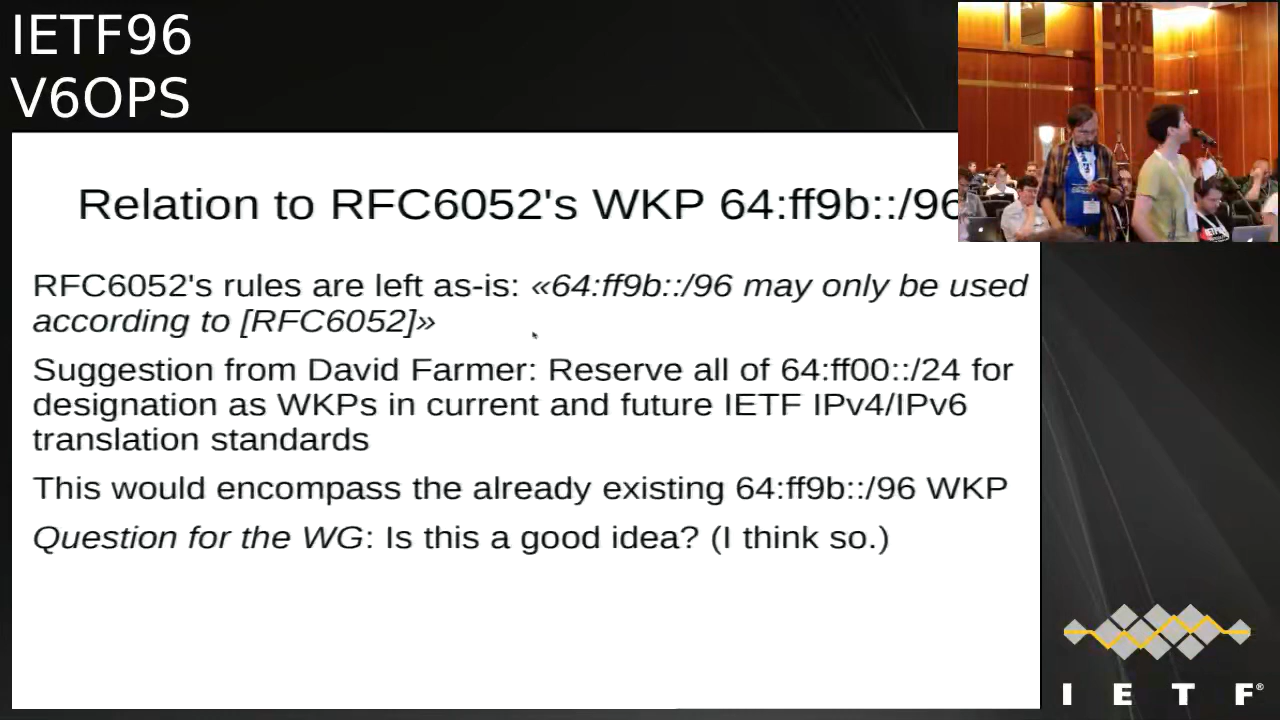 IETF96
V6OPS
Relation to RFC6052's WKP 64:ff9b::/96
RFC6052's rules are left as-is: «64:ff9b::/96 may only be used
according to [RFC6052]»
Suggestion from David Farmer: Reserve all of 64:ff00::/24 for
designation as WKPs in current and future IETF IPv4/IPv6
translation standards
This would encompass the already existing 64:ff9b::/96 WKP
Question for the WG: Is this a good idea? (I think so.)
I E T F®